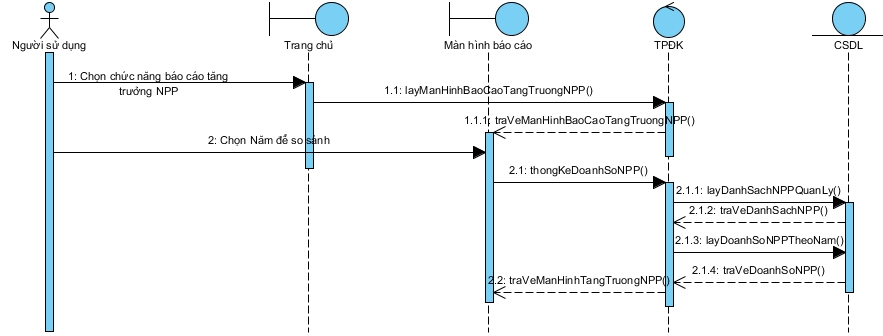 Người sử dụng
Trang chủ
Màn hình báo cáo
TPĐK
CSDL
1: Chọn chức năng báo cáo tăng
trưởng NPP
1.1: layManHinhBaoCaoTangTruongNPP()
1.1.1: traVeManHinhBaoCaoTangTruongNPP()
2: Chọn Năm để so sánh
2.1: thongKeDoanhSoNPP()
2.1.1: layDanhSachNPPQuanLy()
2.1.2: traVeDanhSachNPP()
2.1.3: layDoanhSoNPPTheoNam()
2.1.4: traVeDoanhSoNPP()
2.2: traVeManHinhTangTruongNPP()